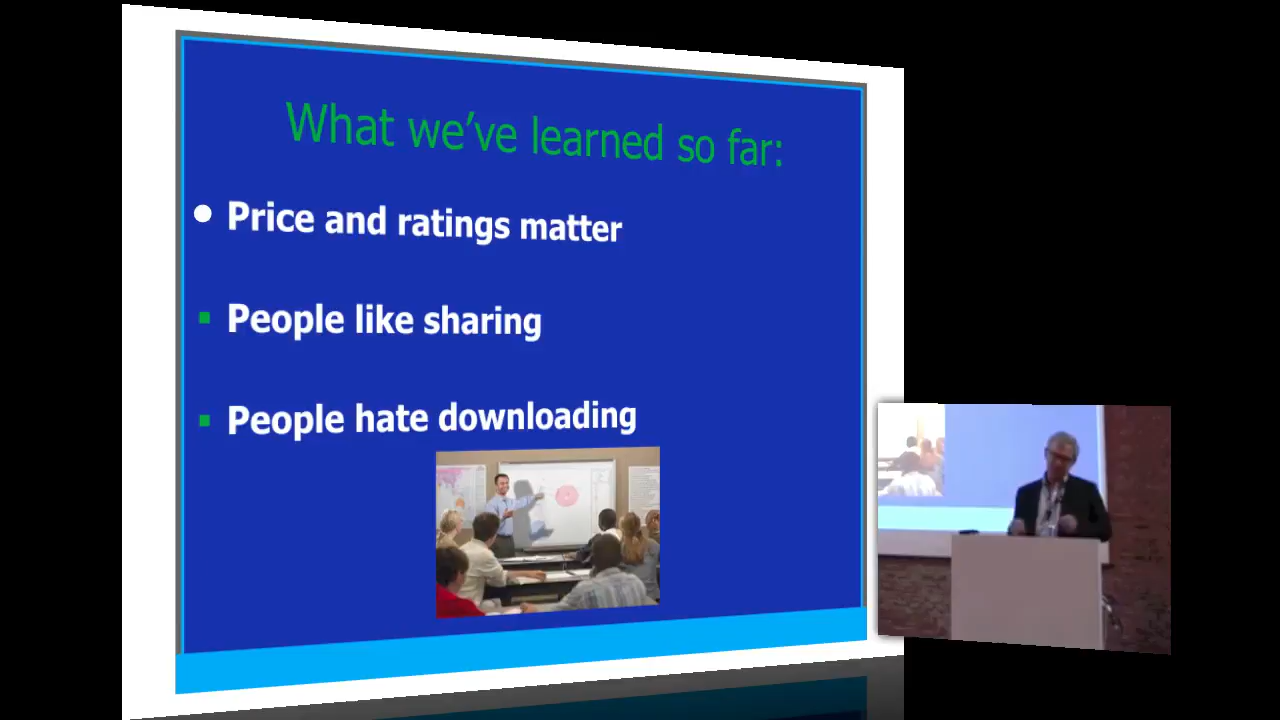 What we've learned so far:
Price and ratings matter
People like sharing
People hate downloading